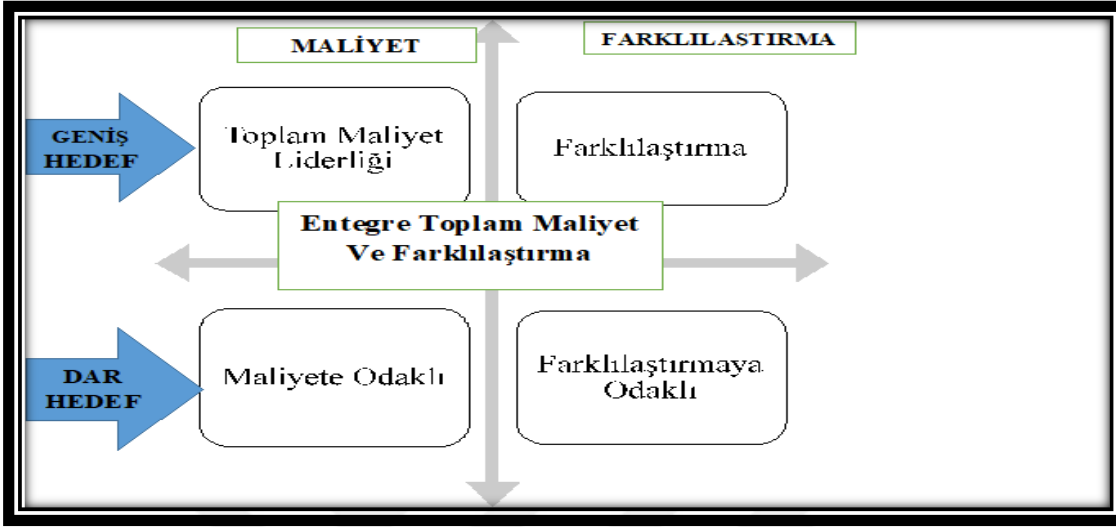 MALİYET
FARKLILASTIRMA
GENİŞ
HEDEF
Toplam Maliyet
Liderliği
Farklılaştırma
Entegre Toplam Maliyet
Ve Farklılaştırma
DAR
HEDEF
Maliyete Odaklı
Farklılaştırmaya
Odaklı